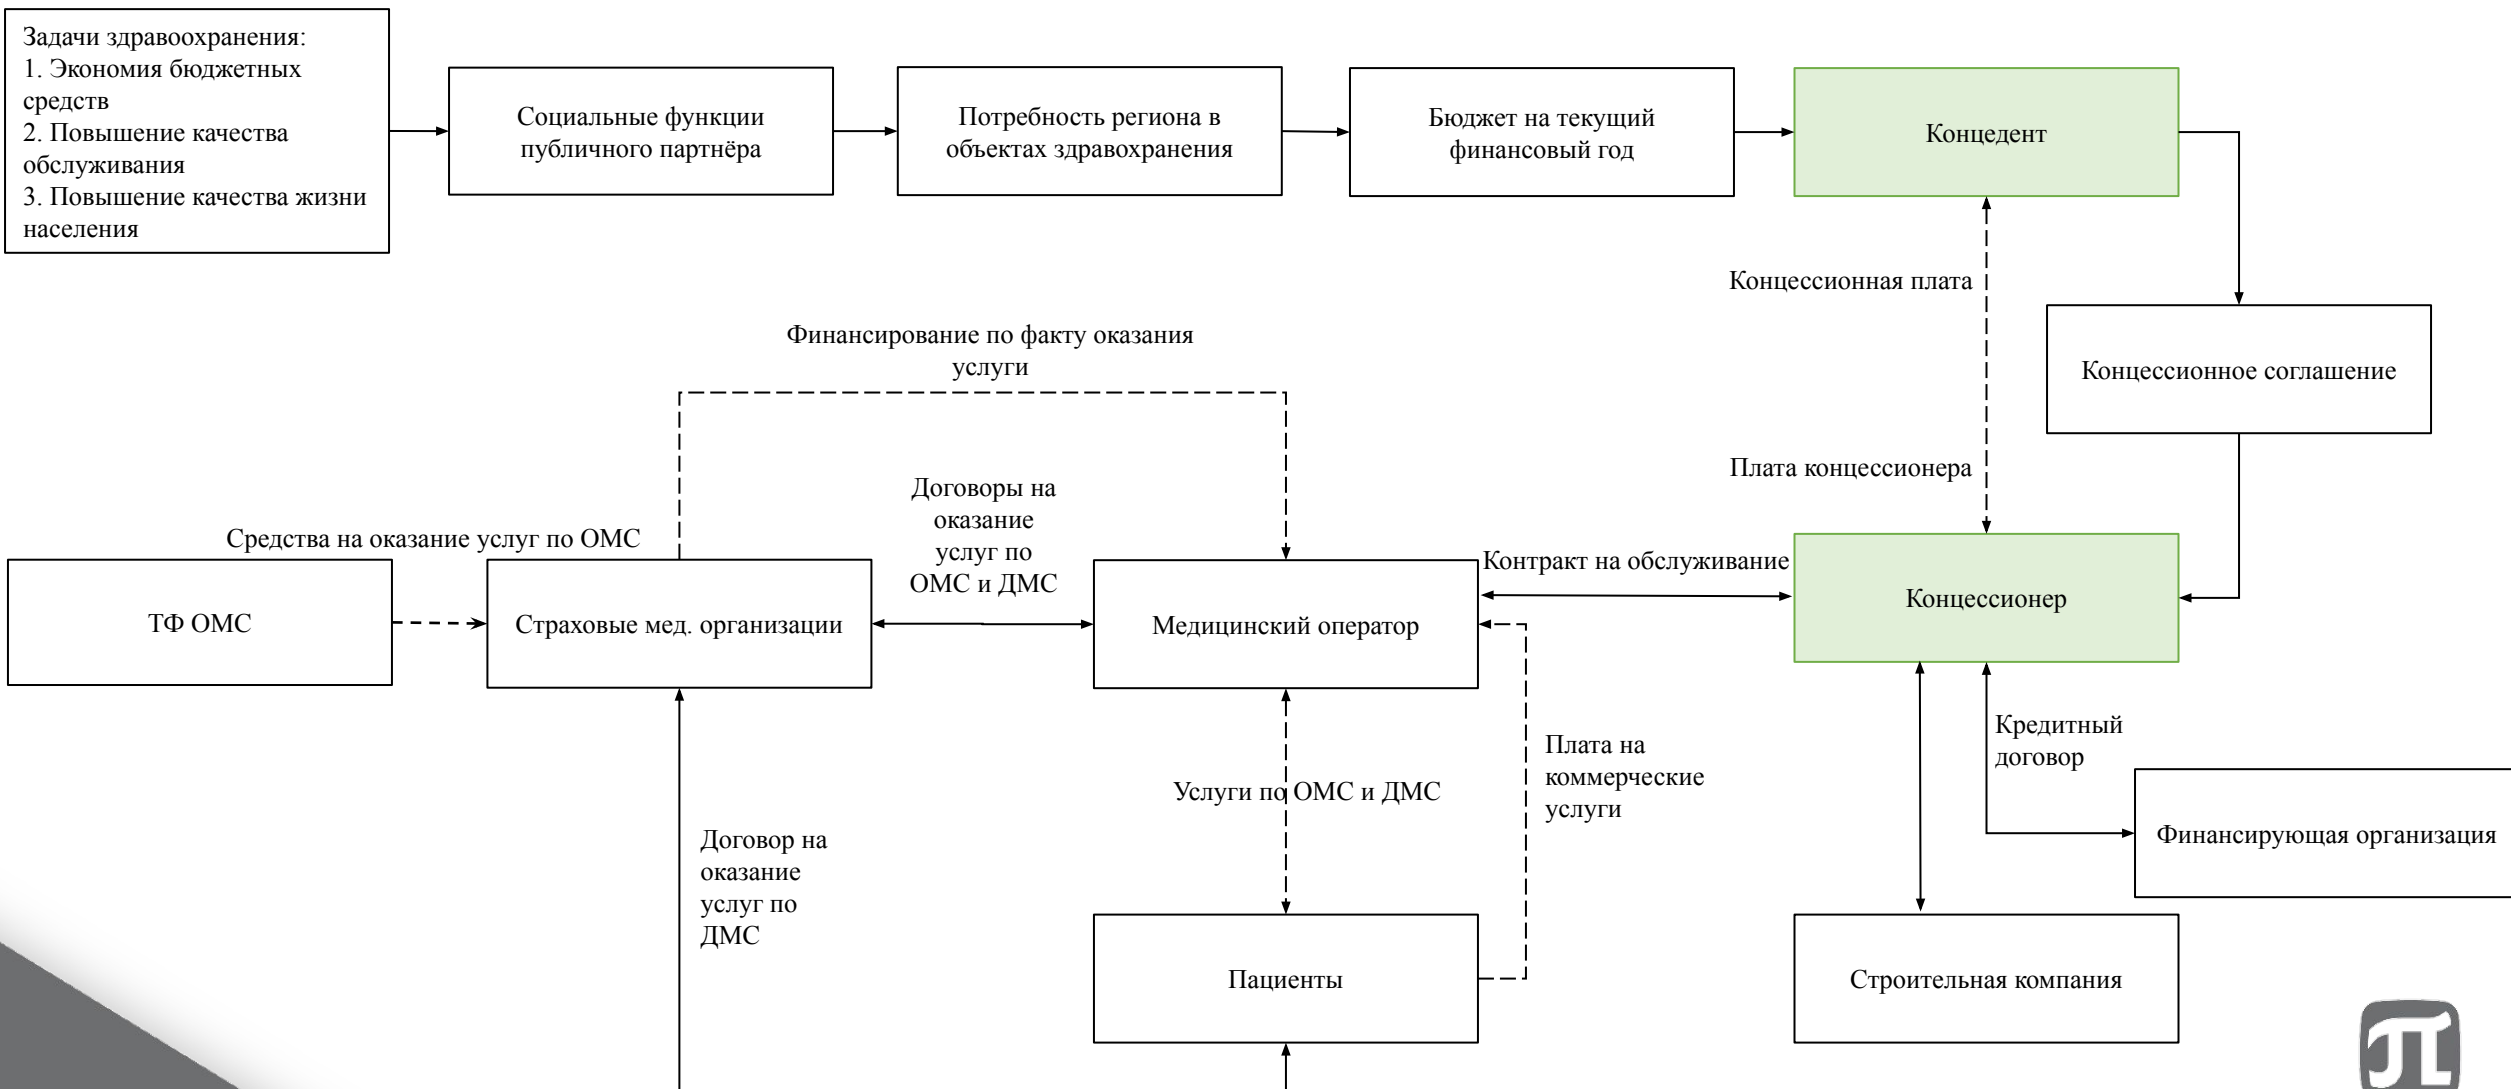 Задачи здравоохранения:
1. Экономия бюджетных
средств
2. Повышение качества
обслуживания
3. Повышение качества жизни
населения
Социальные функции
публичного партнёра
Потребность региона в
объектах здравохранения
Бюджет на текущий
финансовый год
Концедент
Концессионная плата
Концессионное соглашение
Плата концессионера
Финансирование по факту оказания
услуги
Договоры на
оказание
услуг по
ОМС и ДМС
Средства на оказание услуг по ОМС
Контракт на обслуживание
ТФ ОМС
Страховые мед. организации
Медицинский оператор
Концессионер
Кредитный
договор
Плата на
коммерческие
услуги
Услуги по ОМС и ДМС
Договор на
оказание
услуг по
ДМС
Финансирующая организация
Пациенты
Строительная компания